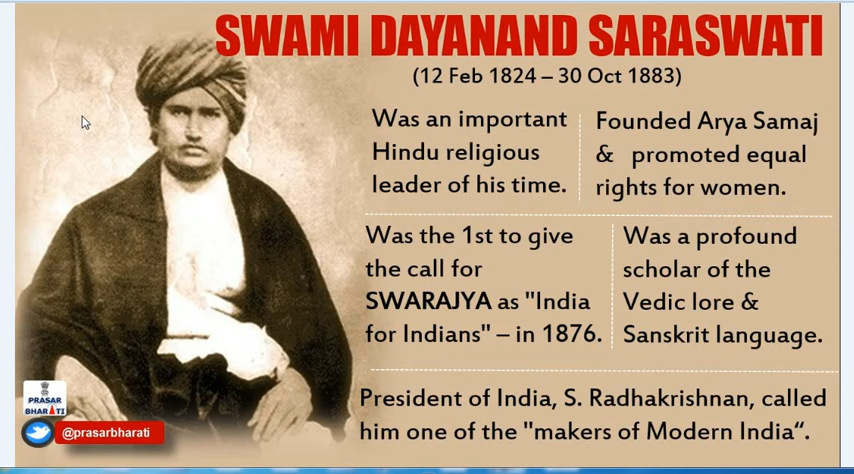 SWAMI DAYANAND SARASWATI
(12 Feb 1824 – 30 Oct 1883)
Was an important
Hindu religious
leader of his time.
Founded Arya Samaj
& promoted equal
rights for women.
Was the 1st to give
the call for
SWARAJYA as "India
for Indians" – in 1876.
Was a profound
scholar of the
Vedic lore &
Sanskrit language.
President of India, S. Radhakrishnan, called
him one of the "makers of Modern India“.
PRASAR
BHARATI
@prasarbharati